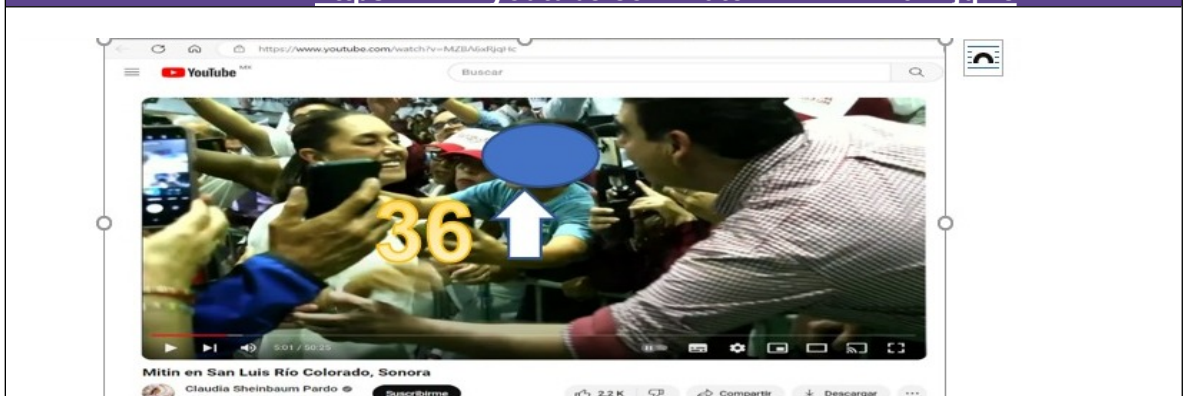 https://www.youtube.com/watch?v=MZBA6xRjqHc
YouTube MX
Buscar
36
5:01 / 50:25
Mitin en San Luis Río Colorado, Sonora
Claudia Sheinbaum Pardo
Suscribirme
2.2 K
Compartir
Descargar